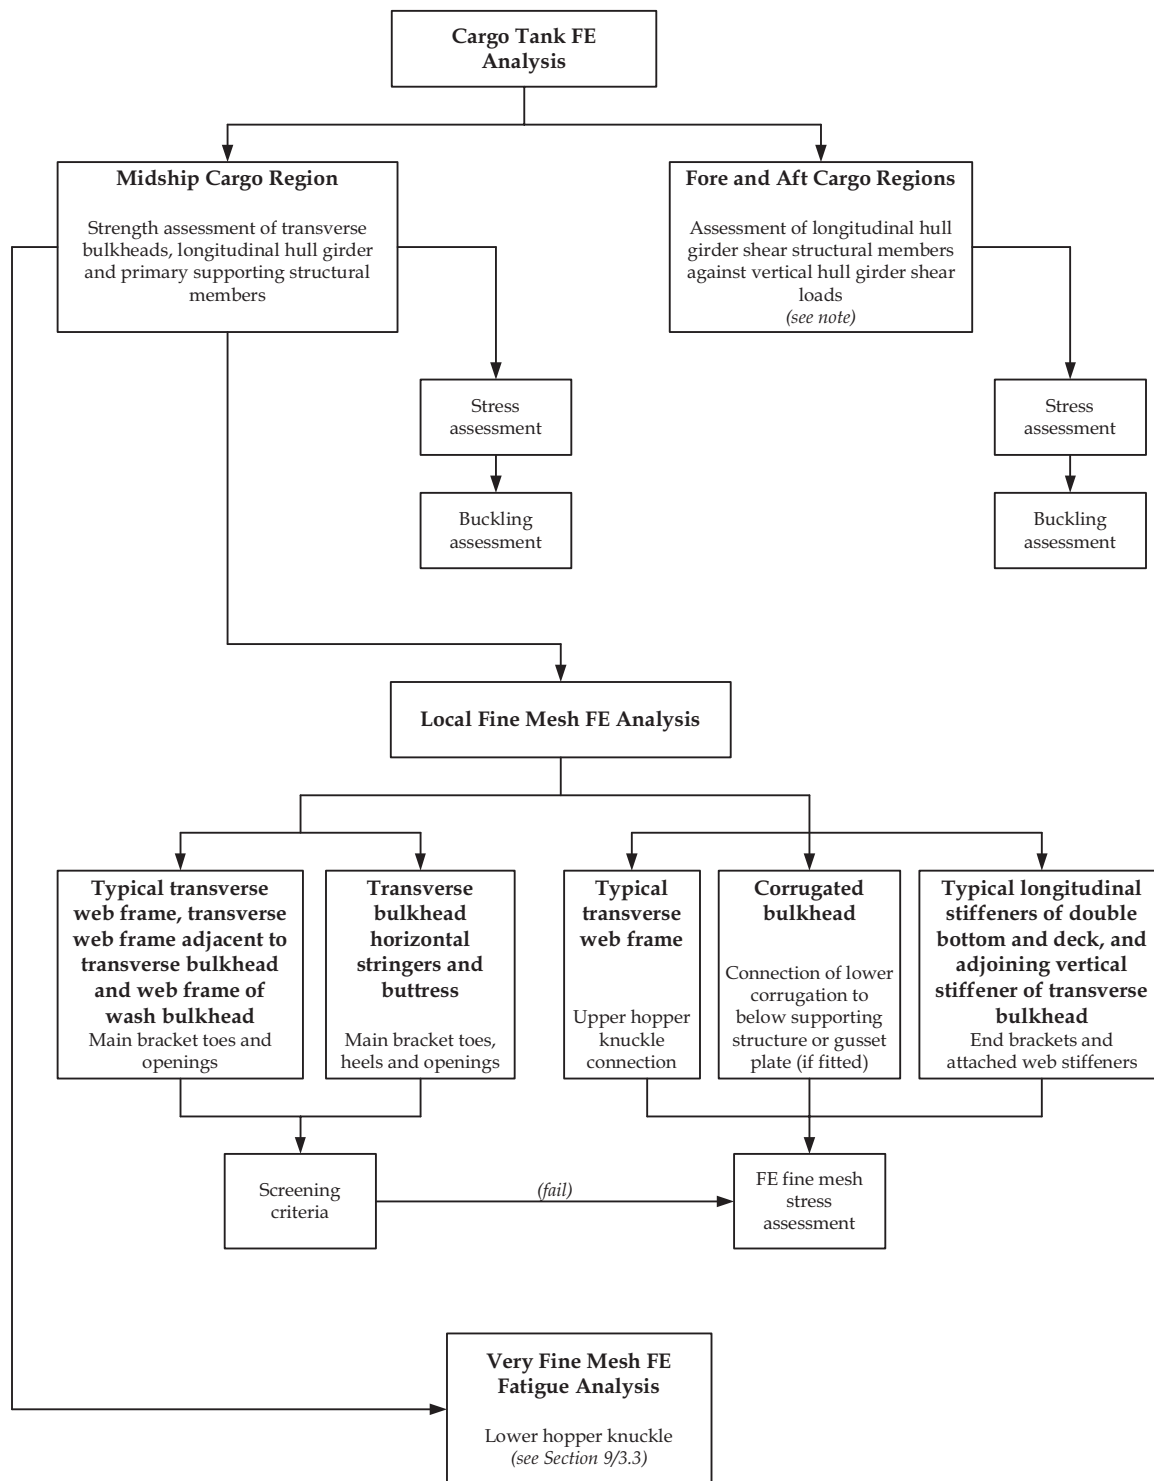 Cargo Tank FE
Analysis
Midship Cargo Region
Strength assessment of transverse
bulkheads, longitudinal hull girder
and primary supporting structural
members
Fore and Aft Cargo Regions
Assessment of longitudinal hull
girder shear structural members
against vertical hull girder shear
loads
(see note)
Stress
assessment
Buckling
assessment
Stress
assessment
Buckling
assessment
Local Fine Mesh FE Analysis
Typical transverse
web frame, transverse
web frame adjacent to
transverse bulkhead
and web frame of
wash bulkhead
Main bracket toes and
openings
Transverse
bulkhead
horizontal
stringers and
buttress
Main bracket toes,
heels and openings
Typical
transverse
web frame
Upper hopper
knuckle
connection
Corrugated
bulkhead
Connection of lower
corrugation to
below supporting
structure or gusset
plate (if fitted)
Typical longitudinal
stiffeners of double
bottom and deck, and
adjoining vertical
stiffener of transverse
bulkhead
End brackets and
attached web stiffeners
Screening
criteria
(fail)
FE fine mesh
stress
assessment
Very Fine Mesh FE
Fatigue Analysis
Lower hopper knuckle
(see Section 9/3.3)